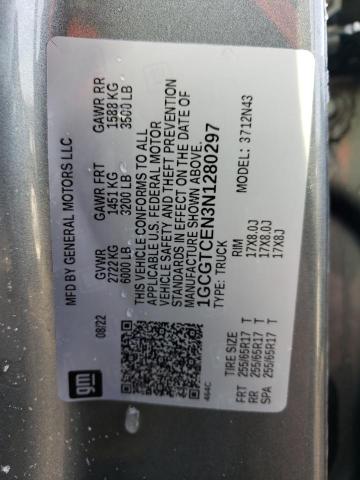 MFD BY GENERAL MOTORS LLC
08/22 GVWR GAWR FRT GAWR RR
2722 KG 1451 KG 1588 KG
6000 LB 3200 LB 3500 LB
THIS VEHICLE CONFORMS TO ALL
APPLICABLE U.S. FEDERAL MOTOR
VEHICLE SAFETY AND THEFT PREVENTION
STANDARDS IN EFFECT ON THE DATE OF
MANUFACTURE SHOWN ABOVE.
1GCGTCEN3N1280297
TYPE: TRUCK MODEL: 3712N43
gm
464C
TIRE SIZE RIM
FRT 255/65R17 T 17X8.0J
RR 255/65R17 T 17X8.0J
SPA 255/65R17 T 17X8J